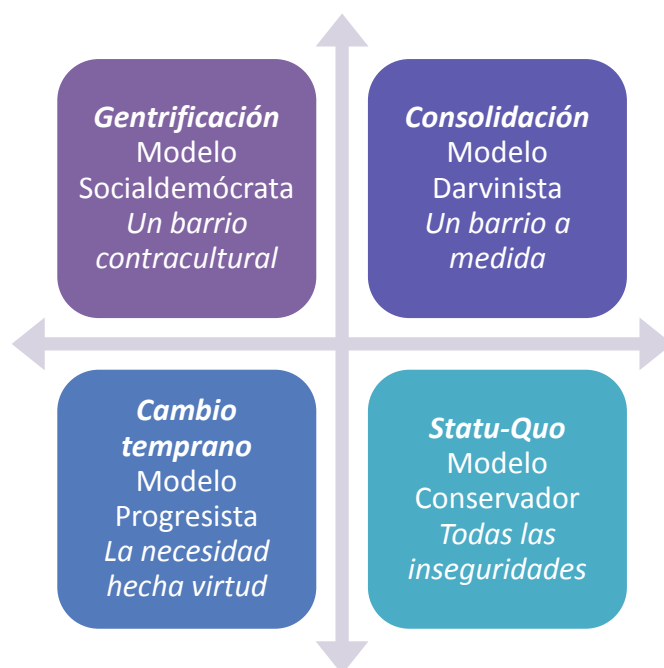 Gentrificación
Modelo
Socialdemócrata
Un barrio
contracultural
Consolidación
Modelo
Darvinista
Un barrio a
medida
Cambio
temprano
Modelo
Progresista
La necesidad
hecha virtud
Statu-Quo
Modelo
Conservador
Todas las
inseguridades